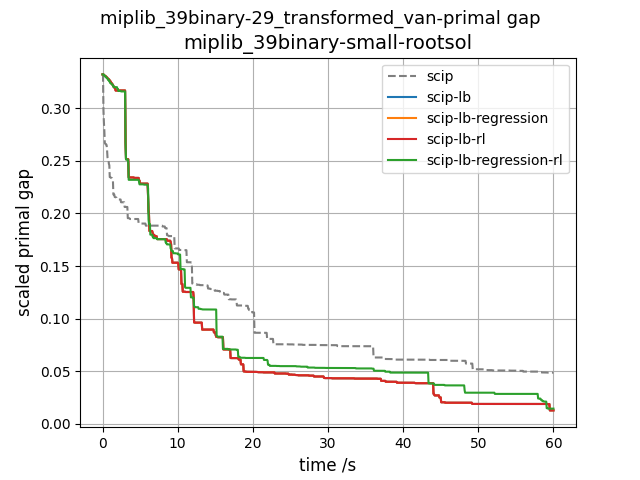 miplib_39binary-29_transformed_van-primal gap
miplib_39binary-small-rootsol
scip
scip-lb
scip-lb-regression
scip-lb-rl
scip-lb-regression-rl
scaled primal gap
0.30
0.25
0.20
0.15
0.10
0.05
0.00
0 10 20 30 40 50 60
time /s